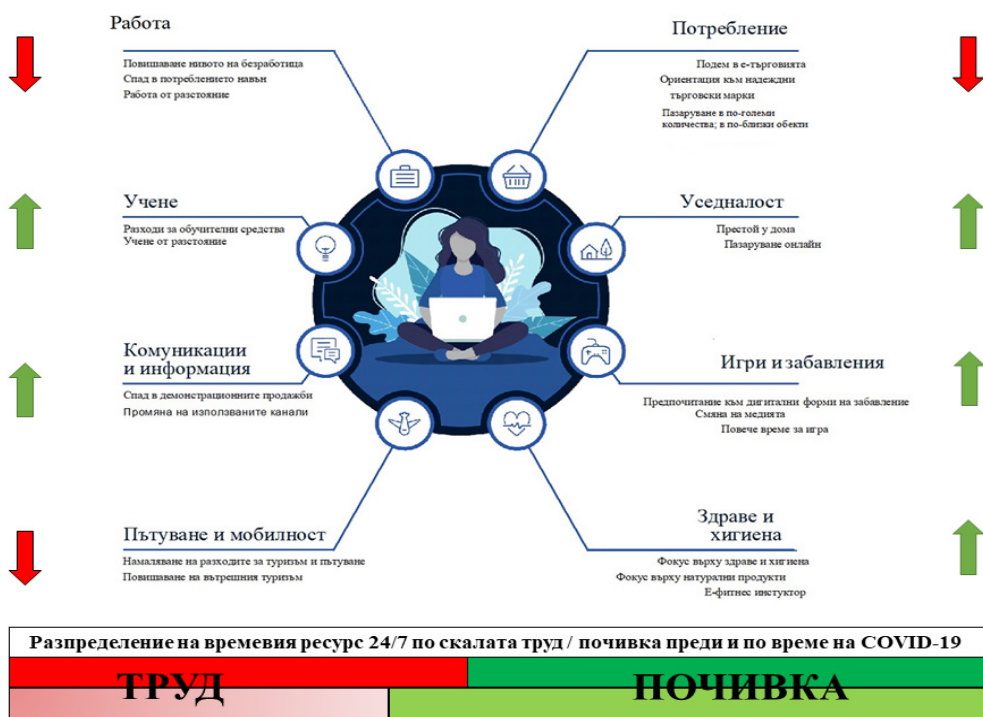 Работа
Повишаване нивото на безработица
Спад в потреблението навън
Работа от разстояние
Потребление
Подем в е-търговията
Ориентация към надеждни
търговски марки
Пазаруване в по-големи
количества; в по-близки обекти
Учене
Разходи за обучителни средства
Учене от разстояние
Уседналост
Престой у дома
Пазаруване онлайн
Комуникации
и информация
Спад в демонстрационните продажби
Промяна на използваните канали
Игри и забавления
Предпочитание към дигитални форми на забавление
Смяна на медията
Повече време за игра
Пътуване и мобилност
Намаляване на разходите за туризъм и пътуване
Повишаване на вътрешния туризъм
Здраве и
хигиена
Фокус върху здраве и хигиена
Фокус върху натурални продукти
Е-фитнес инстуктор
Разпределение на времевия ресурс 24/7 по скалата труд / почивка преди и по време на COVID-19
ТРУД
ПОЧИВКА